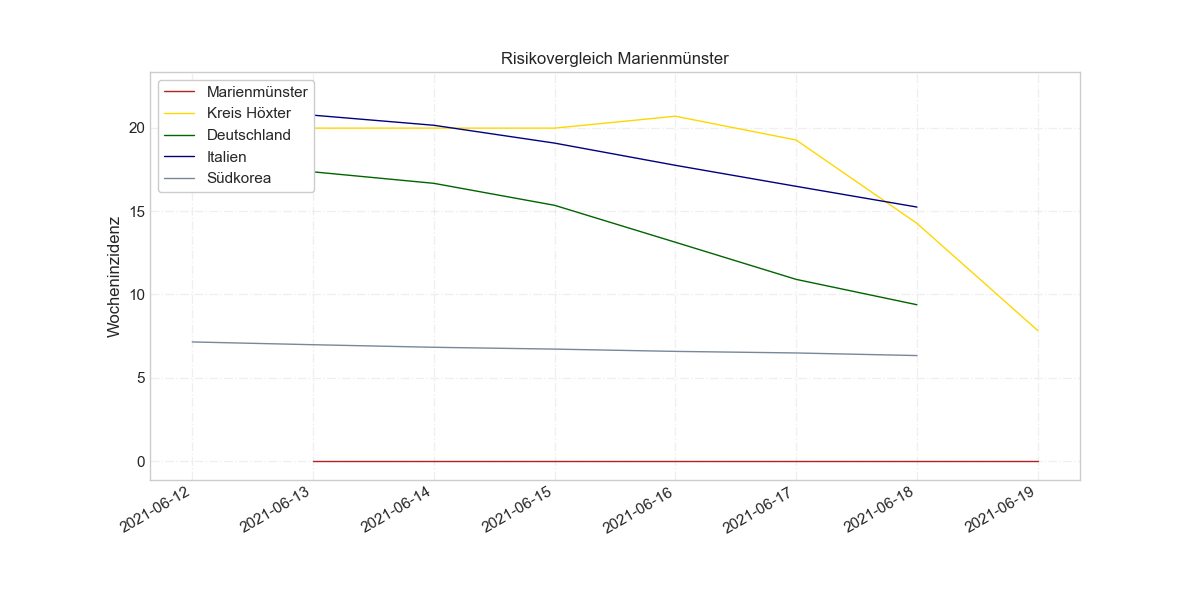 Risikovergleich Marienmünster
Marienmünster
Kreis Höxter
Deutschland
Italien
Südkorea
Wocheninzidenz
20
15
10
5
0
2021-06-12
2021-06-13
2021-06-14
2021-06-15
2021-06-16
2021-06-17
2021-06-18
2021-06-19